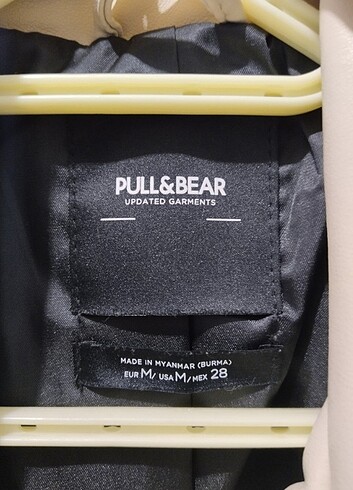 PULL&BEAR
UPDATED GARMENTS
MADE IN MYANMAR (BURMA)
EUR M/ USA M/ MEX 28